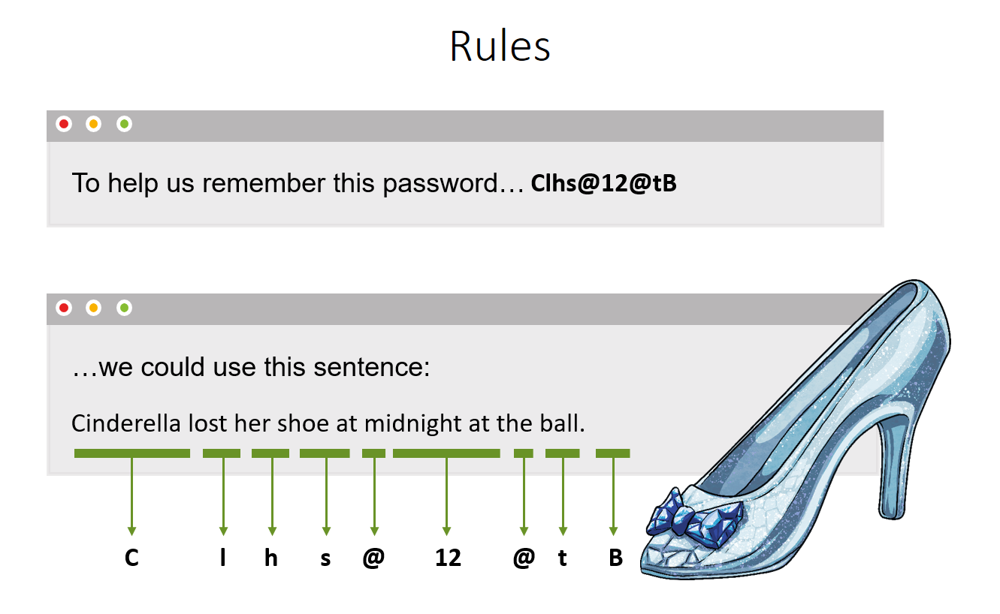 Rules
To help us remember this password… Clhs@12@tB
…we could use this sentence:
Cinderella lost her shoe at midnight at the ball.
C l h s @ 12 @ t B